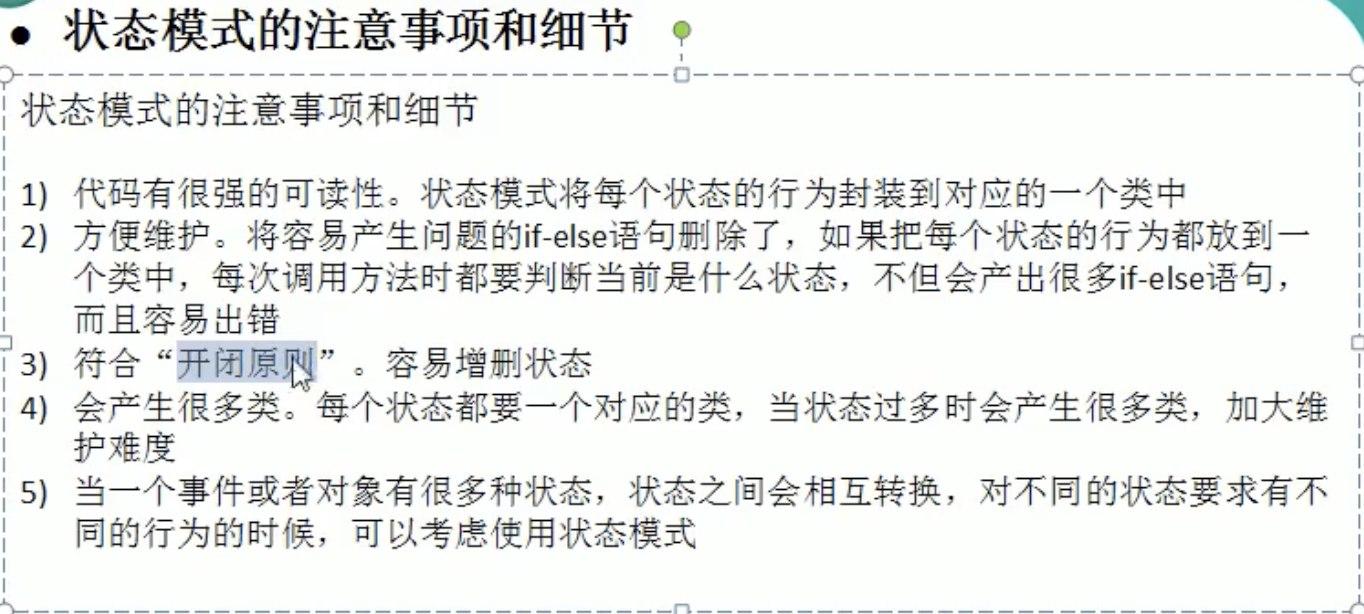 ● 状态模式的注意事项和细节
状态模式的注意事项和细节
1) 代码有很强的可读性。状态模式将每个状态的行为封装到对应的一个类中
2) 方便维护。将容易产生问题的if-else语句删除了，如果把每个状态的行为都放到一
个类中，每次调用方法时都要判断当前是什么状态，不但会产出很多if-else语句，
而且容易出错
3) 符合“开闭原则”。容易增删状态
4) 会产生很多类。每个状态都要一个对应的类，当状态过多时会产生很多类，加大维
护难度
5) 当一个事件或者对象有很多种状态，状态之间会相互转换，对不同的状态要求有不
同的行为的时候，可以考虑使用状态模式